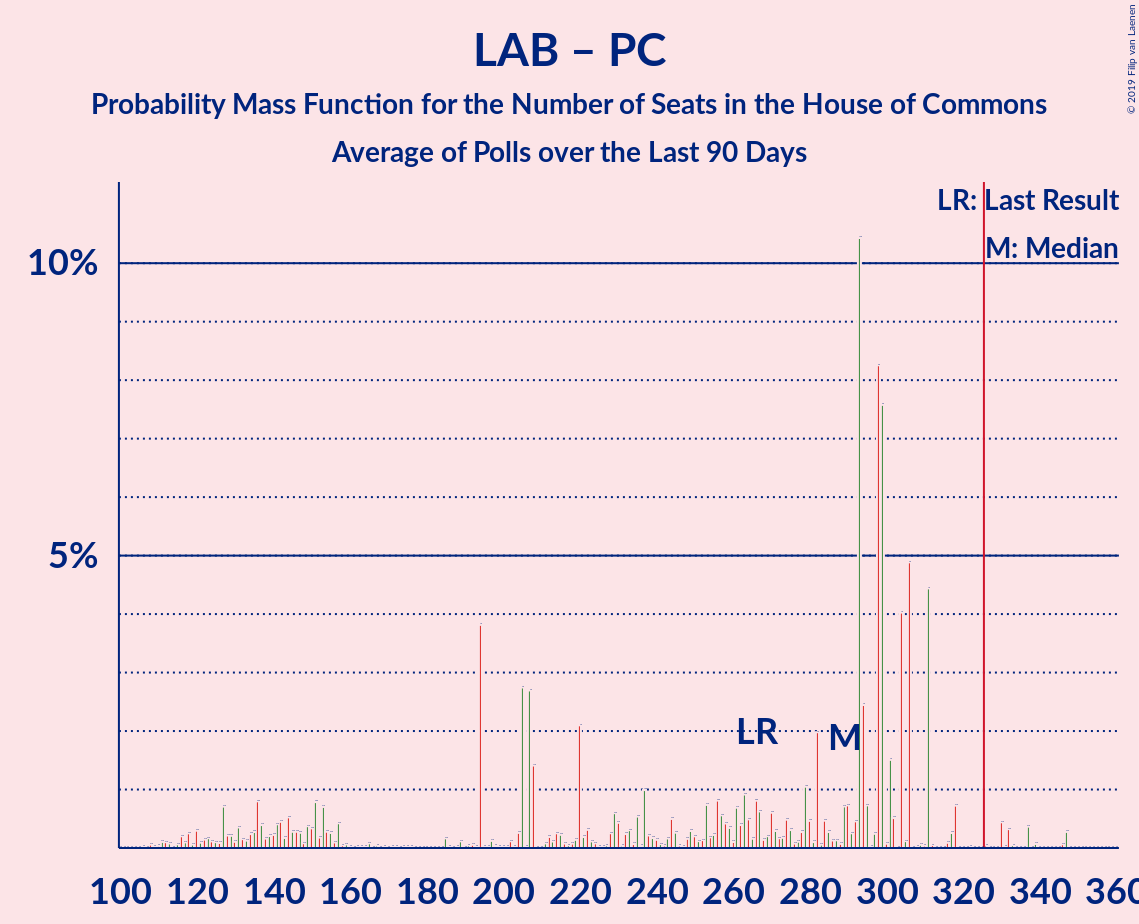 LAB – PC
Probability Mass Function for the Number of Seats in the House of Commons
Average of Polls over the Last 90 Days
© 2019 Filip van Laenen
LR: Last Result
M: Median
10%
5%
LR
M
100 120 140 160 180 200 220 240 260 280 300 320 340 360